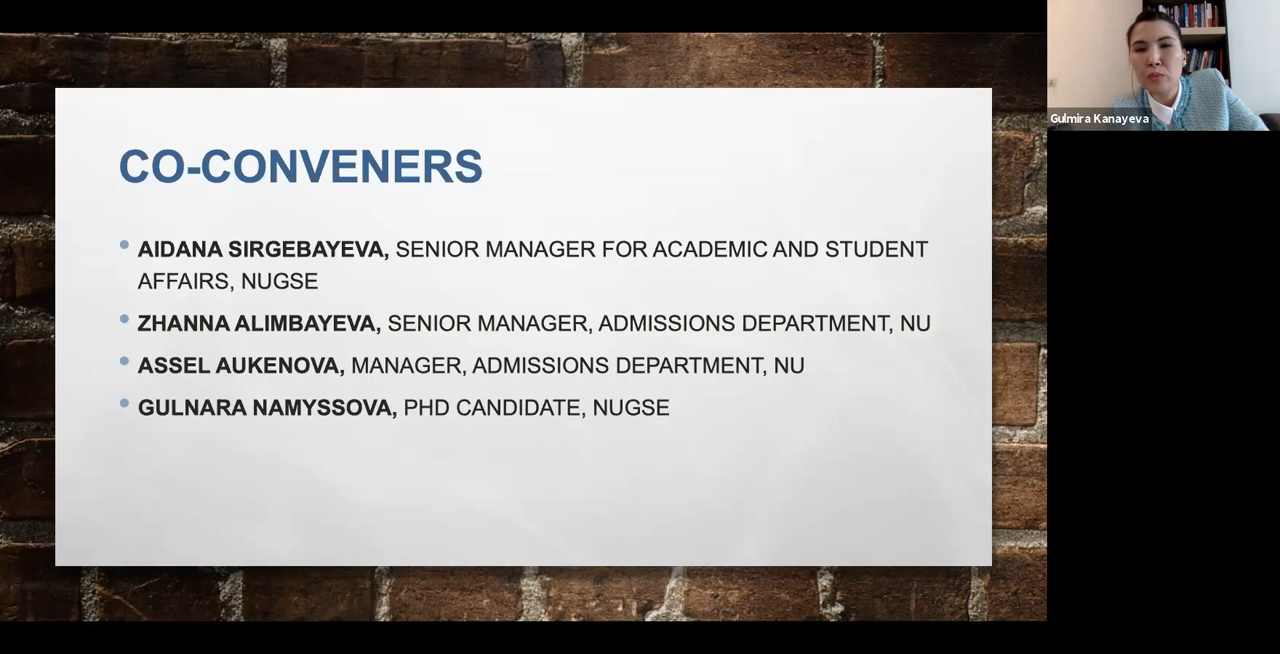 CO-CONVENERS
AIDANA SIRGEBAYEVA, SENIOR MANAGER FOR ACADEMIC AND STUDENT
AFFAIRS, NUGSE
ZHANNA ALIMBAYEVA, SENIOR MANAGER, ADMISSIONS DEPARTMENT, NU
ASSEL AUKENOVA, MANAGER, ADMISSIONS DEPARTMENT, NU
GULNARA NAMYSSOVA, PHD CANDIDATE, NUGSE
Gulmira Kanayeva